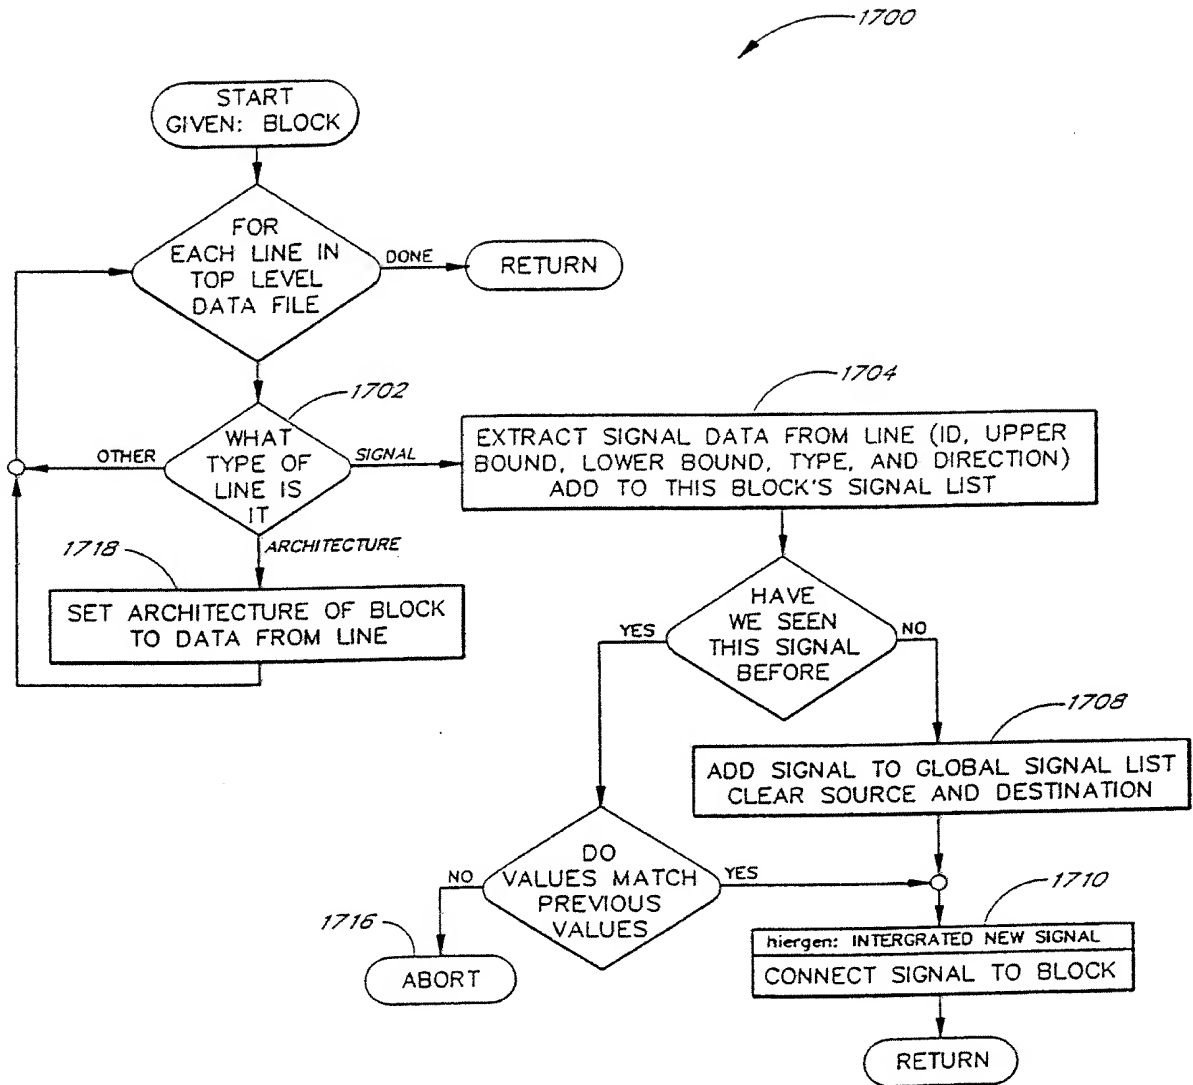 1700
START
GIVEN: BLOCK
FOR
EACH LINE IN
TOP LEVEL
DATA FILE
DONE
RETURN
1702
WHAT
TYPE OF
LINE IS
IT
OTHER
SIGNAL
1704
EXTRACT SIGNAL DATA FROM LINE (ID, UPPER
BOUND, LOWER BOUND, TYPE, AND DIRECTION)
ADD TO THIS BLOCK'S SIGNAL LIST
ARCHITECTURE
1718
SET ARCHITECTURE OF BLOCK
TO DATA FROM LINE
HAVE
WE SEEN
THIS SIGNAL
BEFORE
YES
NO
1708
ADD SIGNAL TO GLOBAL SIGNAL LIST
CLEAR SOURCE AND DESTINATION
DO
VALUES MATCH
PREVIOUS
VALUES
NO
YES
1716
ABORT
1710
hiergen: INTERGRATED NEW SIGNAL
CONNECT SIGNAL TO BLOCK
RETURN